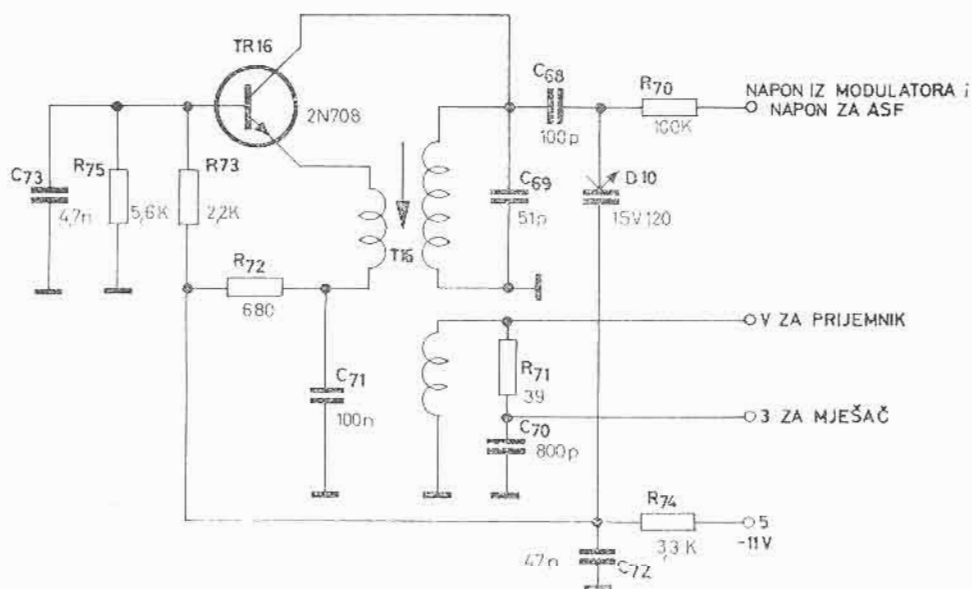 TR16
2N708
C68
100p
R70
100K
NAPON IZ MODULATORA i
NAPON ZA ASF
C73
4,7n
R75
5,6K
R73
2,2K
C69
51p
D10
15V120
T16
R72
680
V ZA PRIJEMNIK
C71
100n
R71
39
3 ZA MJEŠAČ
C70
800p
R74
3,3K
5
-11V
47n
C72